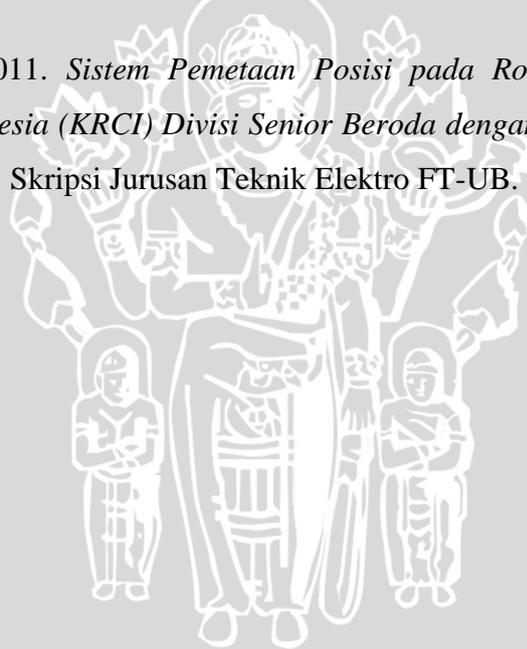 011. Sistem Pemetaan Posisi pada Ro
esia (KRCI) Divisi Senior Beroda dengan
Skripsi Jurusan Teknik Elektro FT-UB.